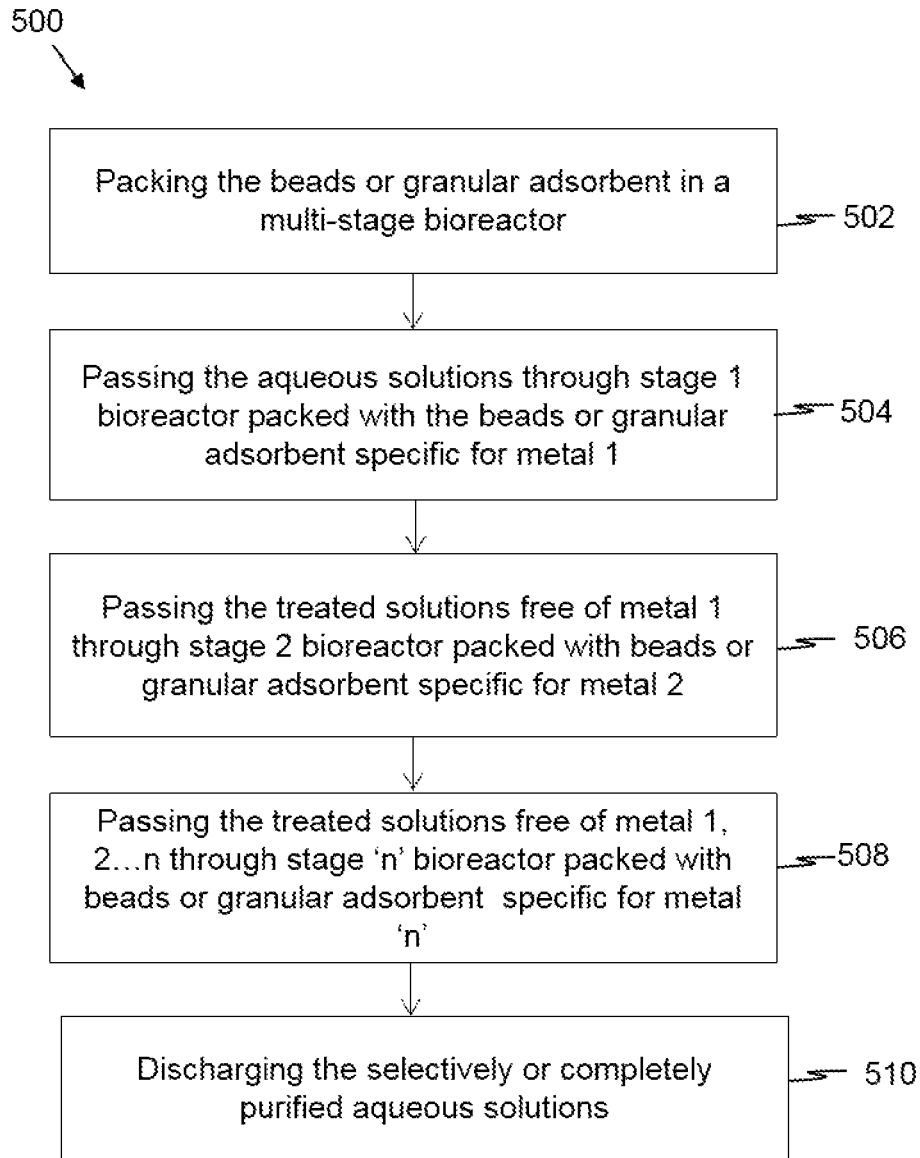 500
Packing the beads or granular adsorbent in a
multi-stage bioreactor
502
Passing the aqueous solutions through stage 1
bioreactor packed with the beads or granular
adsorbent specific for metal 1
504
Passing the treated solutions free of metal 1
through stage 2 bioreactor packed with beads or
granular adsorbent specific for metal 2
506
Passing the treated solutions free of metal 1,
2...n through stage ‘n’ bioreactor packed with
beads or granular adsorbent specific for metal
‘n’
508
Discharging the selectively or completely
purified aqueous solutions
510